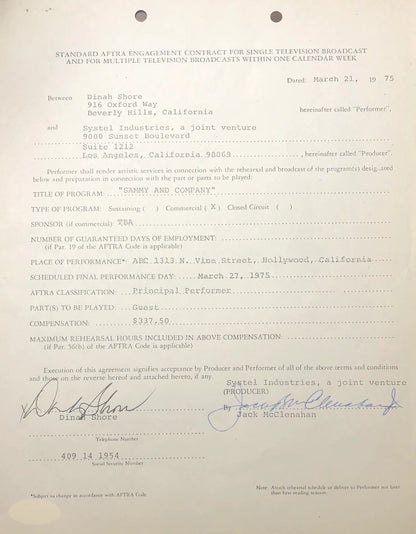 STANDARD AFTRA ENGAGEMENT CONTRACT FOR SINGLE TELEVISION BROADCAST
AND FOR MULTIPLE TELEVISION BROADCASTS WITHIN ONE CALENDAR WEEK
Dated: March 21, 1975
Between Dinah Shore
916 Oxford Way
Beverly Hills, California hereinafter called "Performer",
and Systel Industries, a joint venture
9000 Sunset Boulevard
Suite 1212
Los Angeles, California 90069, hereinafter called "Producer".
Performer shall render artistic services in connection with the rehearsal and broadcast of the program(s) designated
below and preparation in connection with the part or parts to be played:
TITLE OF PROGRAM: "SAMMY AND COMPANY"
TYPE OF PROGRAM: Sustaining ( ) Commercial (X) Closed Circuit ( )
SPONSOR (if commercial) TBA
NUMBER OF GUARANTEED DAYS OF EMPLOYMENT:
(if Par. 19 of the AFTRA Code is applicable)
PLACE OF PERFORMANCE*: ABC 1313 N. Vine Street, Hollywood, California
SCHEDULED FINAL PERFORMANCE DAY: March 27, 1975
AFTRA CLASSIFICATION: Principal Performer
PART(S) TO BE PLAYED: Guest
COMPENSATION: $337.50
MAXIMUM REHEARSAL HOURS INCLUDED IN ABOVE COMPENSATION:
(if Par. 56(b) of the AFTRA Code is applicable)
Execution of this agreement signifies acceptance by Producer and Performer of all of the above terms and conditions
and those on the reverse hereof and attached hereto, if any.
Systel Industries, a joint venture
(PRODUCER)
x Dinah Shore By Jack McClenahan Jr
Dinah Shore Jack McClonahan
Telephone Number
409 14 1954
Social Security Number
*Subject to change in accordance with AFTRA Code
Note: Attach rehearsal schedule or deliver to Performer not later
than first reading session